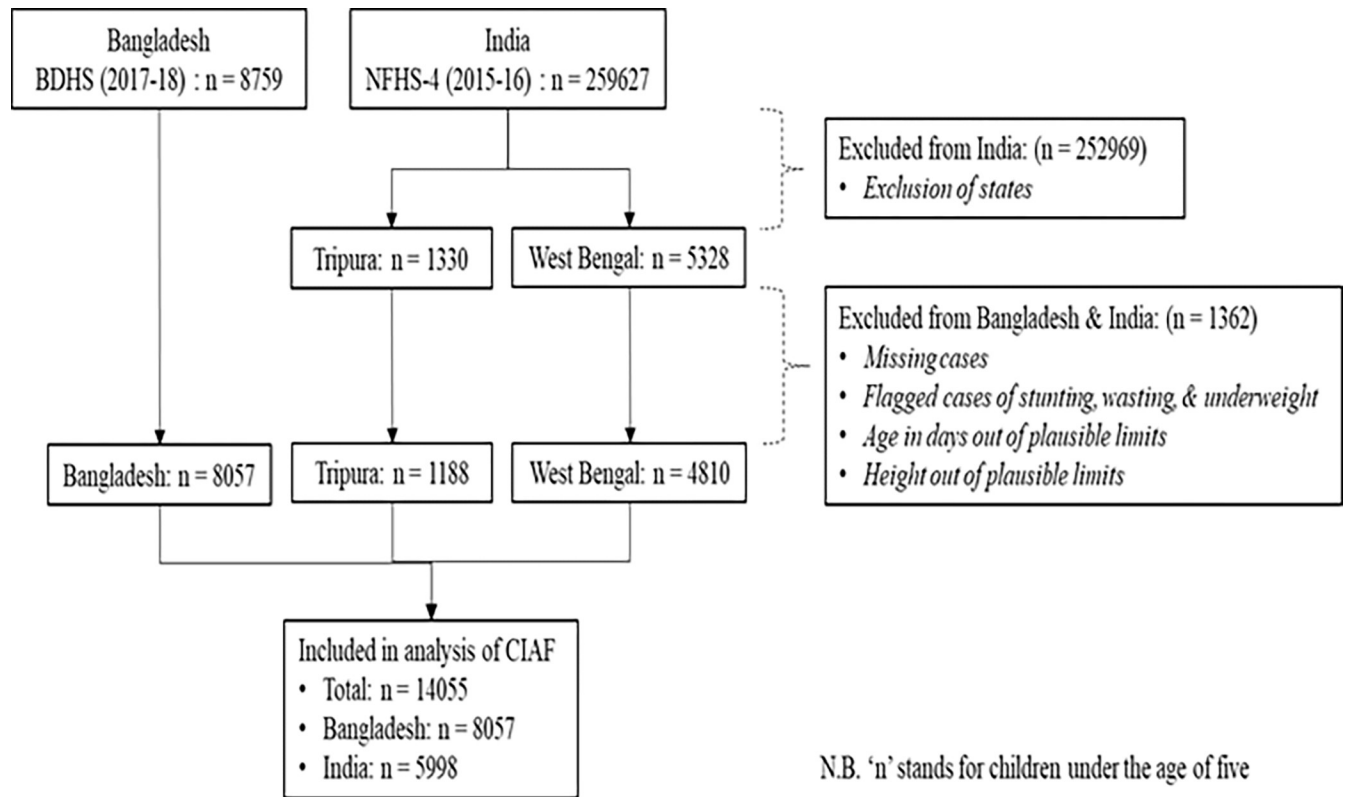 Bangladesh
BDHS (2017-18) : n = 8759
India
NFHS-4 (2015-16) : n = 259627
Excluded from India: (n = 252969)
• Exclusion of states
Tripura: n = 1330
West Bengal: n = 5328
Excluded from Bangladesh & India: (n = 1362)
• Missing cases
• Flagged cases of stunting, wasting, & underweight
• Age in days out of plausible limits
• Height out of plausible limits
Bangladesh: n = 8057
Tripura: n = 1188
West Bengal: n = 4810
Included in analysis of CIAF
• Total: n = 14055
• Bangladesh: n = 8057
• India: n = 5998
N.B. ‘n’ stands for children under the age of five